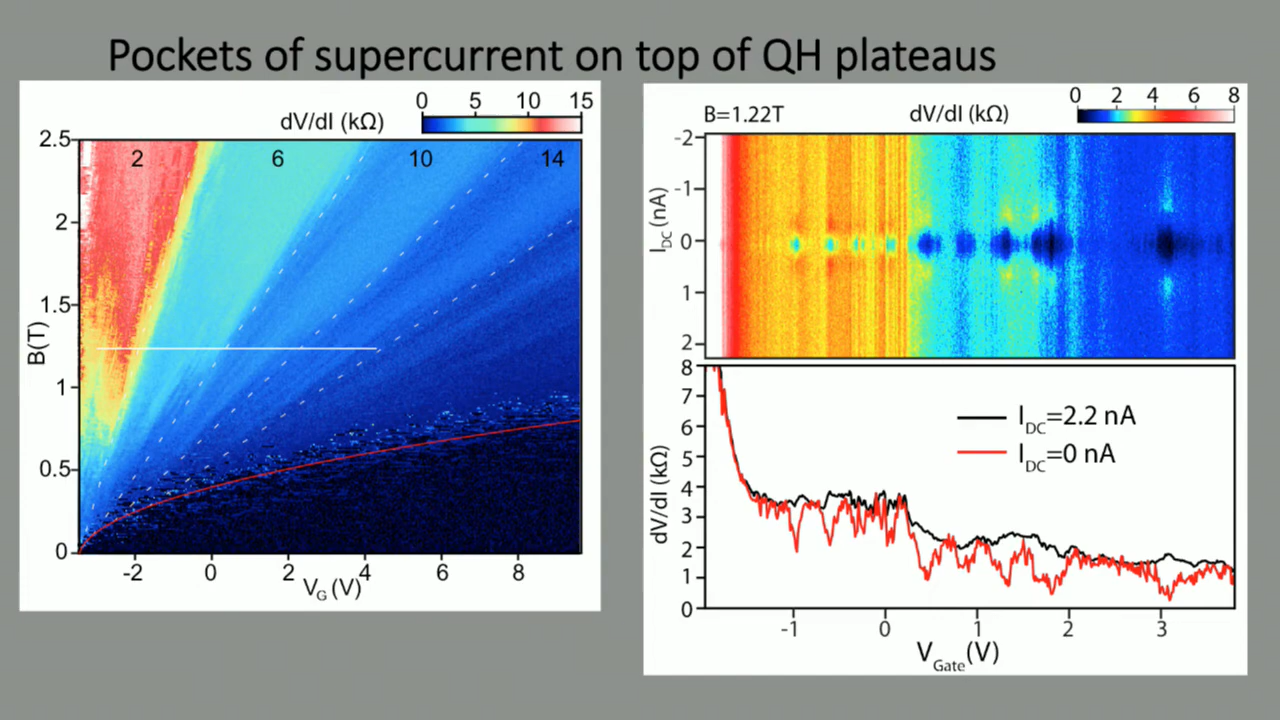 Pockets of supercurrent on top of QH plateaus
0 5 10 15
dV/dI (kΩ)
2.5
2 6 10 14
2
1.5
B(T)
1
0.5
0
-2 0 2 4 6 8
V_G (V)
0 2 4 6 8
B=1.22T dV/dI (kΩ)
-2
-1
I_DC (nA)
0
1
2
8
7
I_DC=2.2 nA
6
I_DC=0 nA
5
dV/dI (kΩ)
4
3
2
1
0
-1 0 1 2 3
V_Gate (V)